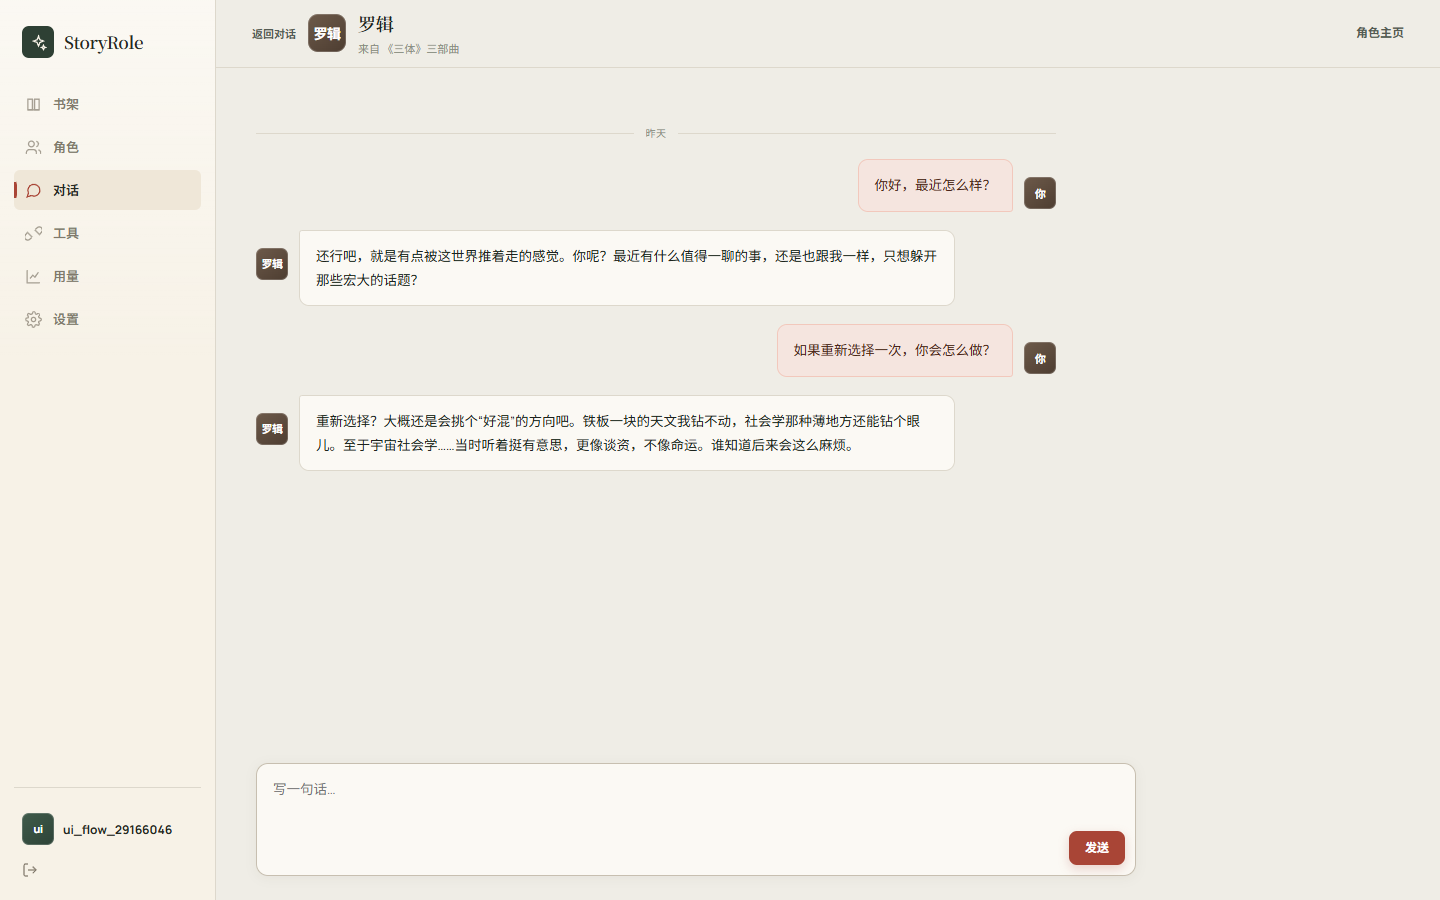 StoryRole
书架
角色
对话
工具
用量
设置
ui
ui_flow_29166046
返回对话
罗辑
罗辑
来自 《三体》三部曲
角色主页
昨天
你好，最近怎么样？
你
罗辑
还行吧，就是有点被这世界推着走的感觉。你呢？最近有什么值得一聊的事，还是也跟我一样，只想躲开
那些宏大的话题？
如果重新选择一次，你会怎么做？
你
罗辑
重新选择？大概还是会挑个“好混”的方向吧。铁板一块的天文我钻不动，社会学那种薄地方还能钻个眼
儿。至于宇宙社会学……当时听着挺有意思，更像谈资，不像命运。谁知道后来会这么麻烦。
写一句话...
发送